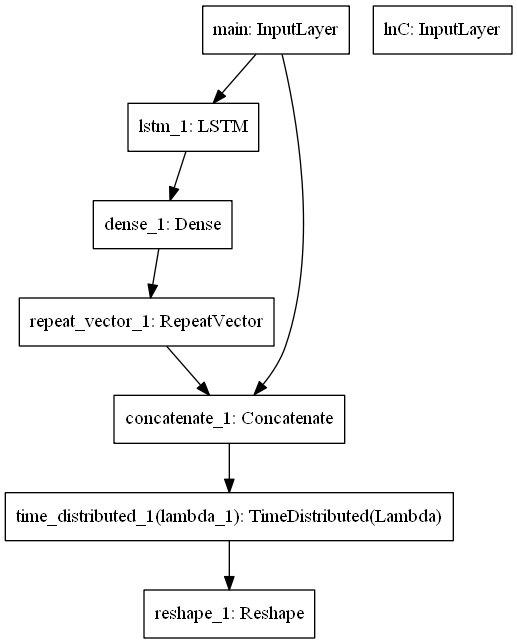 main: InputLayer
lnC: InputLayer
lstm_1: LSTM
dense_1: Dense
repeat_vector_1: RepeatVector
concatenate_1: Concatenate
time_distributed_1(lambda_1): TimeDistributed(Lambda)
reshape_1: Reshape